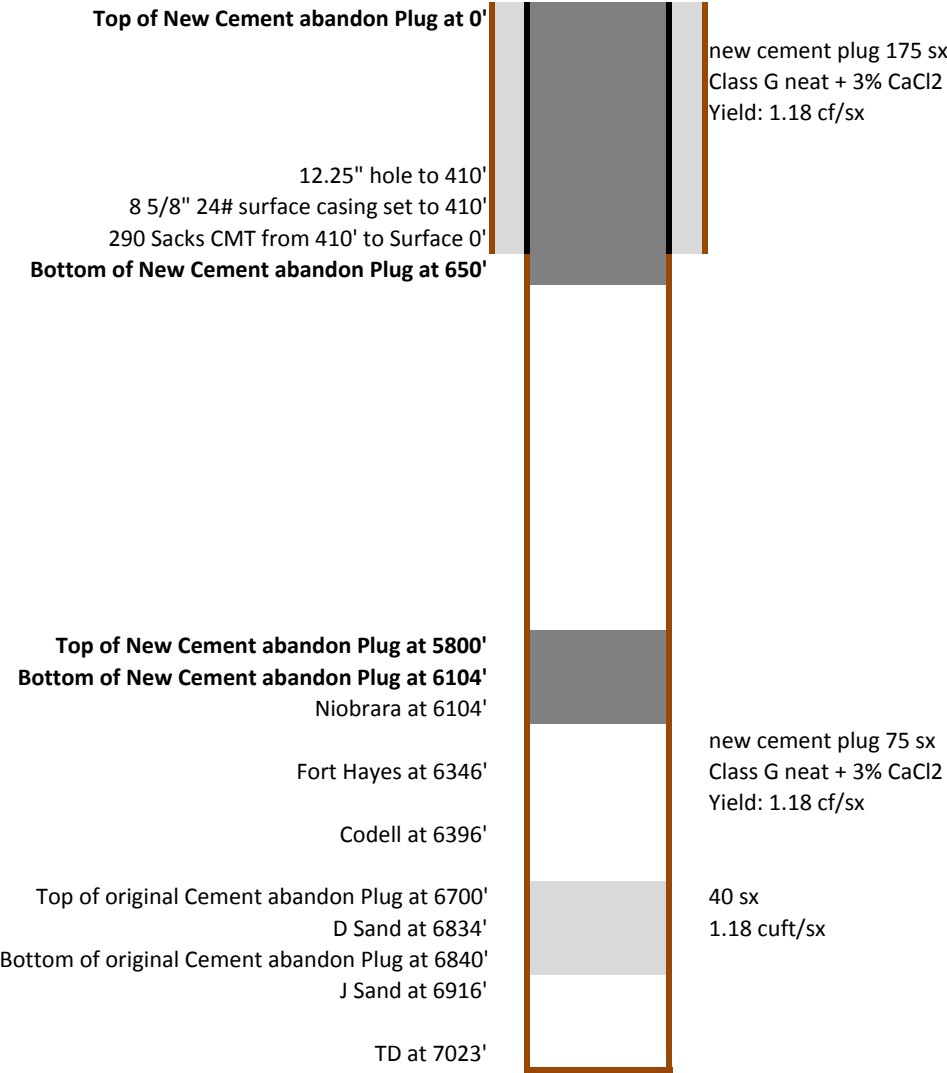 Top of New Cement abandon Plug at 0'
new cement plug 175 sx
Class G neat + 3% CaCl2
Yield: 1.18 cf/sx
12.25" hole to 410'
8 5/8" 24# surface casing set to 410'
290 Sacks CMT from 410' to Surface 0'
Bottom of New Cement abandon Plug at 650'
Top of New Cement abandon Plug at 5800'
Bottom of New Cement abandon Plug at 6104'
Niobrara at 6104'
new cement plug 75 sx
Class G neat + 3% CaCl2
Yield: 1.18 cf/sx
Fort Hayes at 6346'
Codell at 6396'
Top of original Cement abandon Plug at 6700'
40 sx
D Sand at 6834'
1.18 cuft/sx
Bottom of original Cement abandon Plug at 6840'
J Sand at 6916'
TD at 7023'